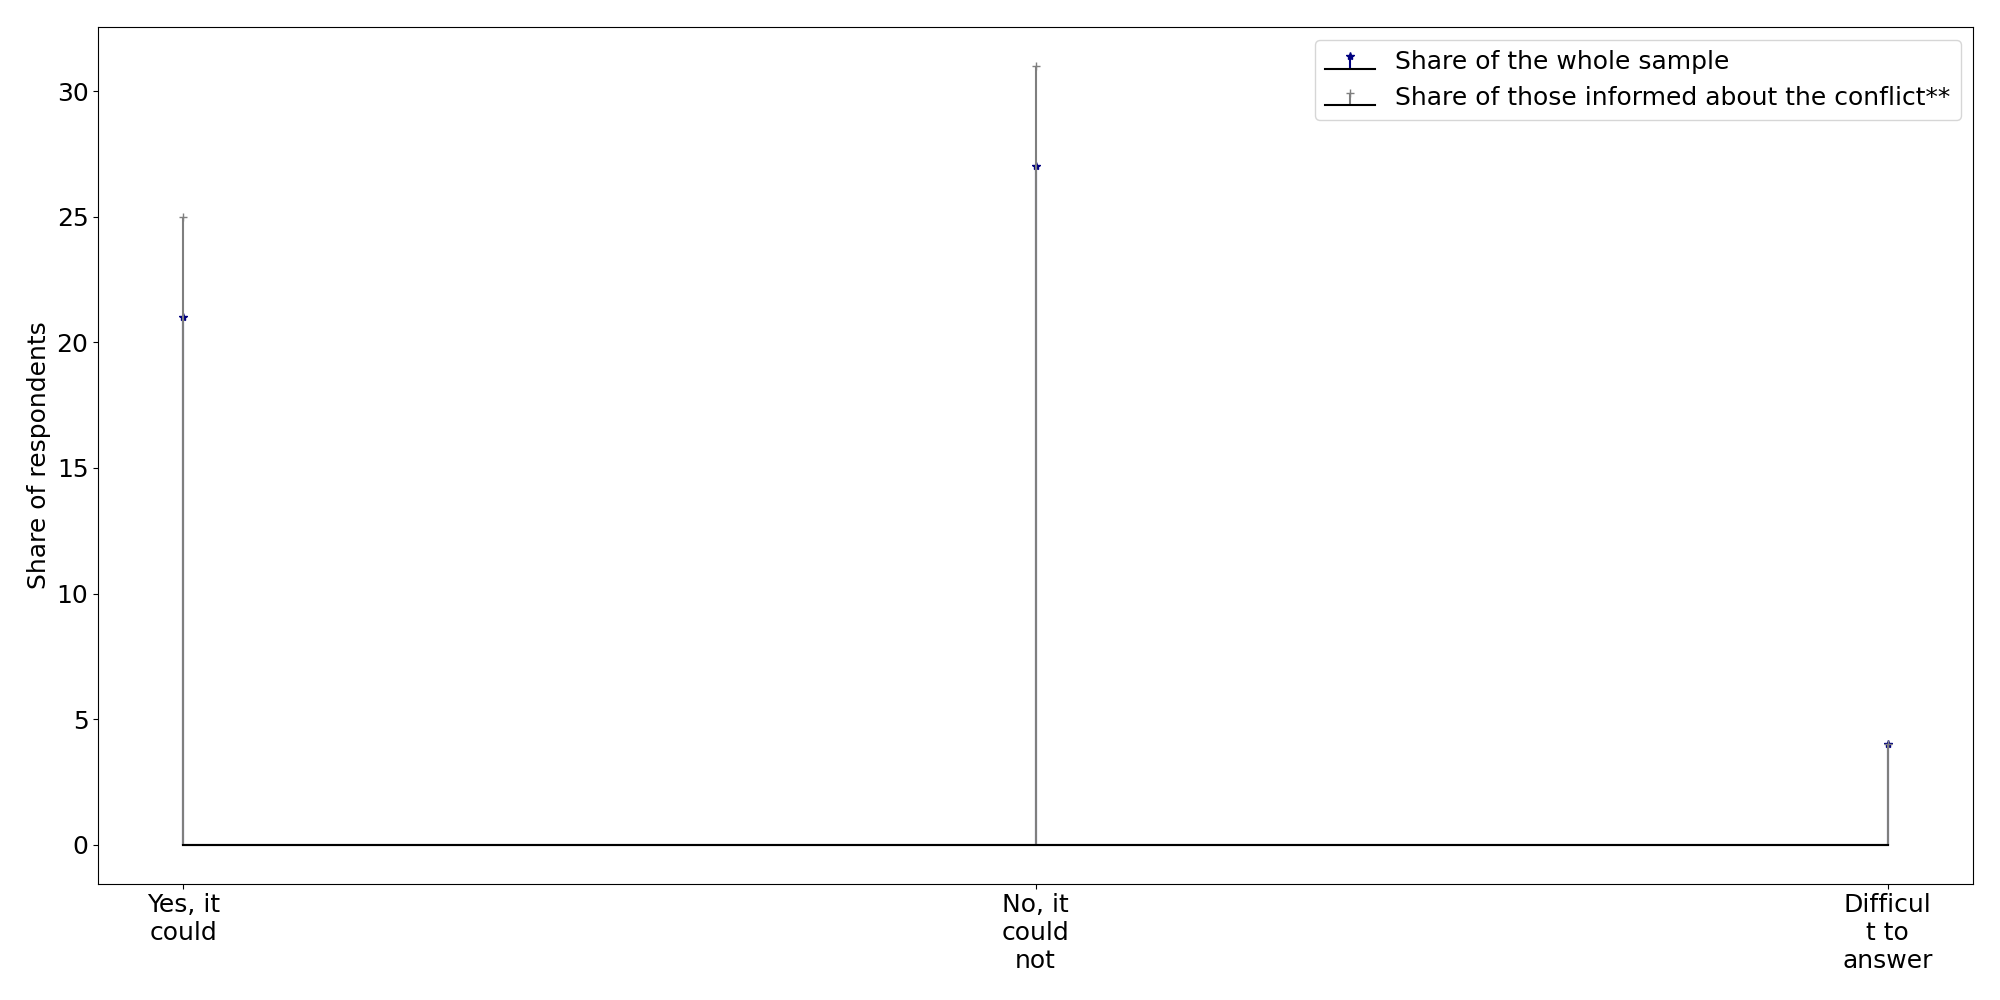 Share of the whole sample
Share of those informed about the conflict**
Share of respondents
30
25
20
15
10
5
0
Yes, it
could
No, it
could
not
Difficul
t to
answer